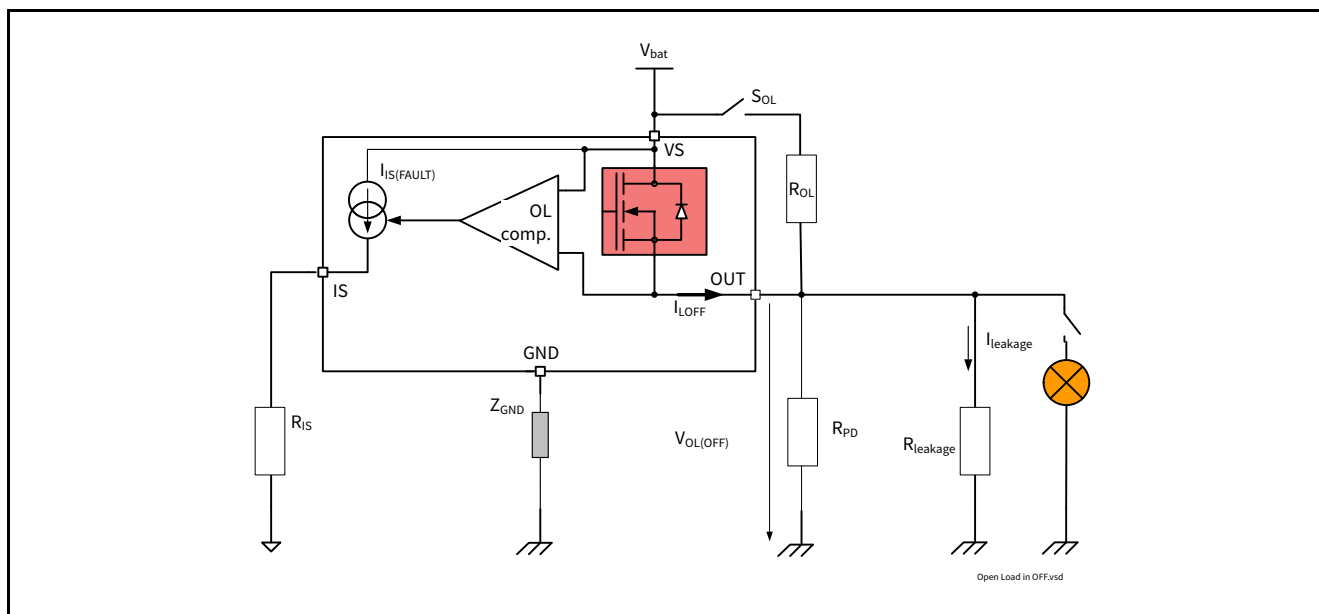 Vbat
SOL
VS
IIS(FAULT)
ROL
OL
comp.
OUT
IS
ILOFF
GND
Ileakage
ZGND
RIS
VOL(OFF)
RPD
Rleakage
Open Load in OFF.vsd